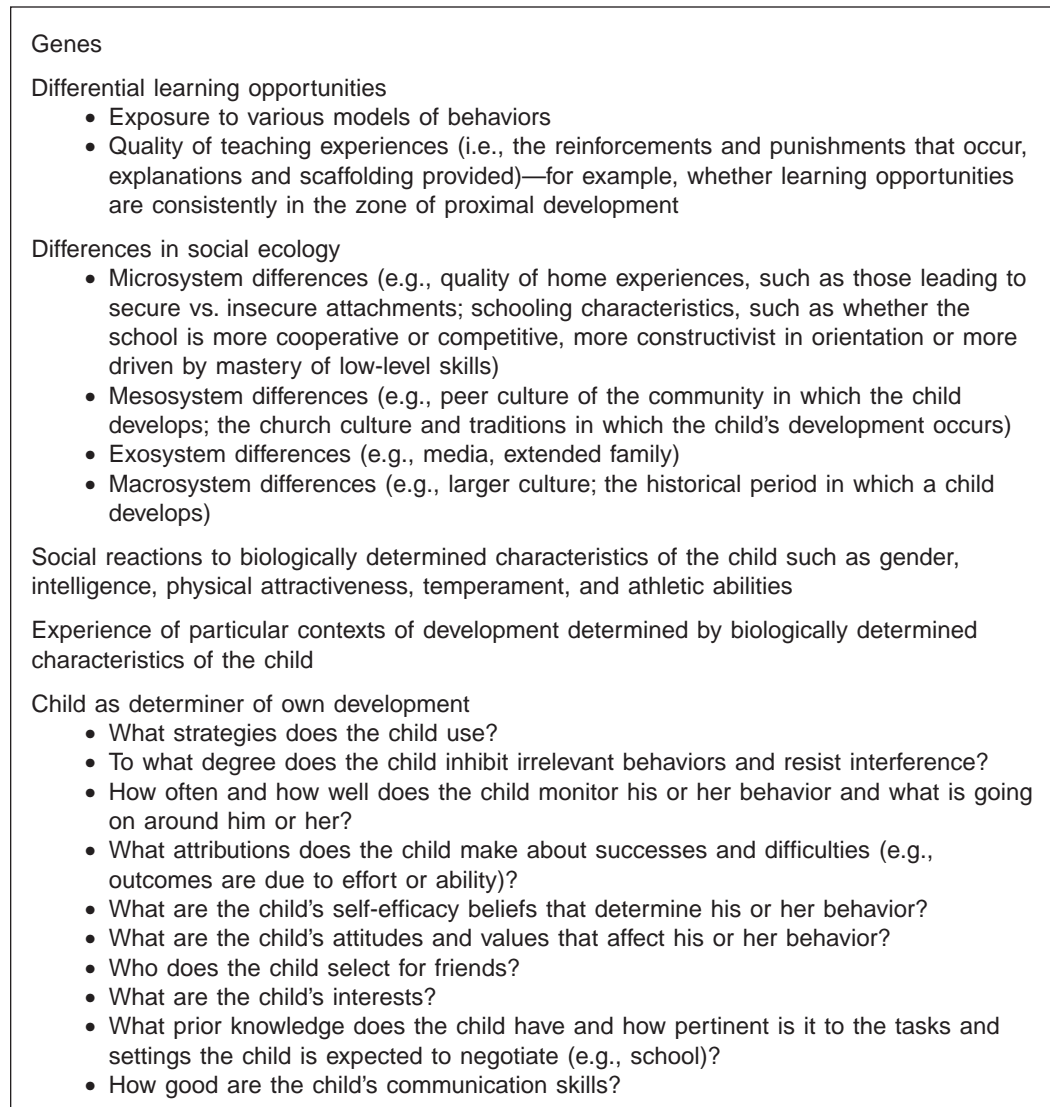 Genes
Differential learning opportunities
• Exposure to various models of behaviors
• Quality of teaching experiences (i.e., the reinforcements and punishments that occur,
explanations and scaffolding provided)—for example, whether learning opportunities
are consistently in the zone of proximal development
Differences in social ecology
• Microsystem differences (e.g., quality of home experiences, such as those leading to
secure vs. insecure attachments; schooling characteristics, such as whether the
school is more cooperative or competitive, more constructivist in orientation or more
driven by mastery of low-level skills)
• Mesosystem differences (e.g., peer culture of the community in which the child
develops; the church culture and traditions in which the child's development occurs)
• Exosystem differences (e.g., media, extended family)
• Macrosystem differences (e.g., larger culture; the historical period in which a child
develops)
Social reactions to biologically determined characteristics of the child such as gender,
intelligence, physical attractiveness, temperament, and athletic abilities
Experience of particular contexts of development determined by biologically determined
characteristics of the child
Child as determiner of own development
• What strategies does the child use?
• To what degree does the child inhibit irrelevant behaviors and resist interference?
• How often and how well does the child monitor his or her behavior and what is going
on around him or her?
• What attributions does the child make about successes and difficulties (e.g.,
outcomes are due to effort or ability)?
• What are the child's self-efficacy beliefs that determine his or her behavior?
• What are the child's attitudes and values that affect his or her behavior?
• Who does the child select for friends?
• What are the child's interests?
• What prior knowledge does the child have and how pertinent is it to the tasks and
settings the child is expected to negotiate (e.g., school)?
• How good are the child's communication skills?